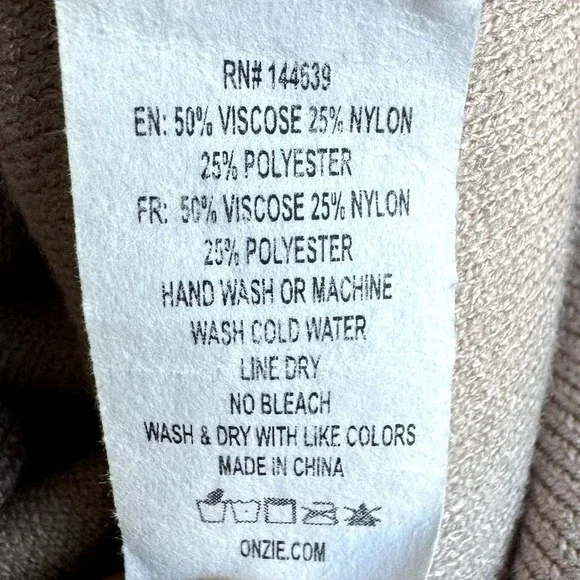 RN# 144639
EN: 50% VISCOSE 25% NYLON
25% POLYESTER
FR: 50% VISCOSE 25% NYLON
25% POLYESTER
HAND WASH OR MACHINE
WASH COLD WATER
LINE DRY
NO BLEACH
WASH & DRY WITH LIKE COLORS
MADE IN CHINA
ONZIE.COM